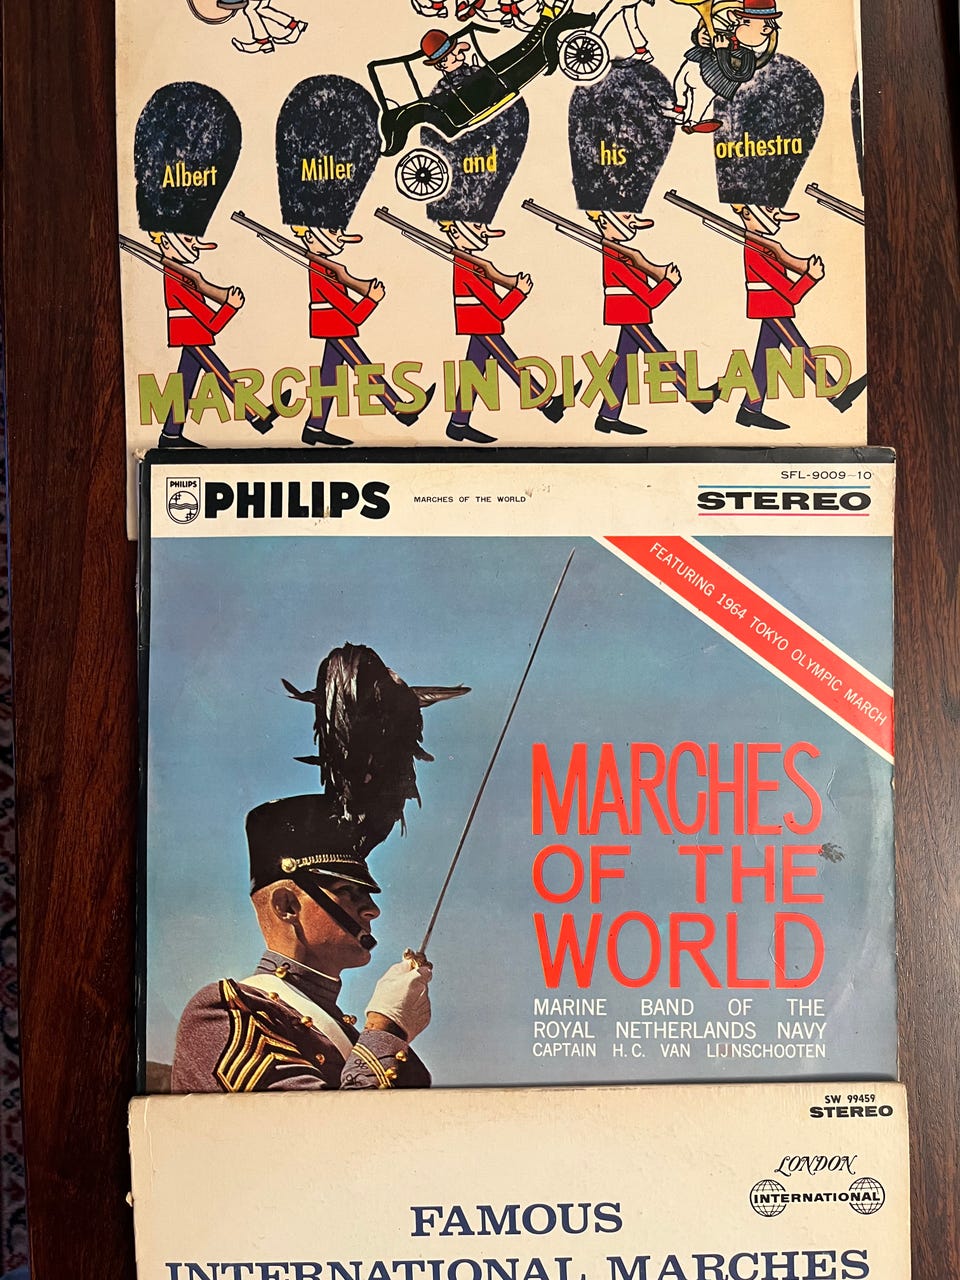 Albert Miller and his orchestra
MARCHES IN DIXIELAND
PHILIPS
PHILIPS
MARCHES OF THE WORLD
SFL-9009~10
STEREO
FEATURING 1964 TOKYO OLYMPIC MARCH
MARCHES
OF THE
WORLD
MARINE BAND OF THE
ROYAL NETHERLANDS NAVY
CAPTAIN H.C. VAN LIJNSCHOOTEN
SW 99459
STEREO
LONDON
INTERNATIONAL
FAMOUS
INTERNATIONAL MARCHES